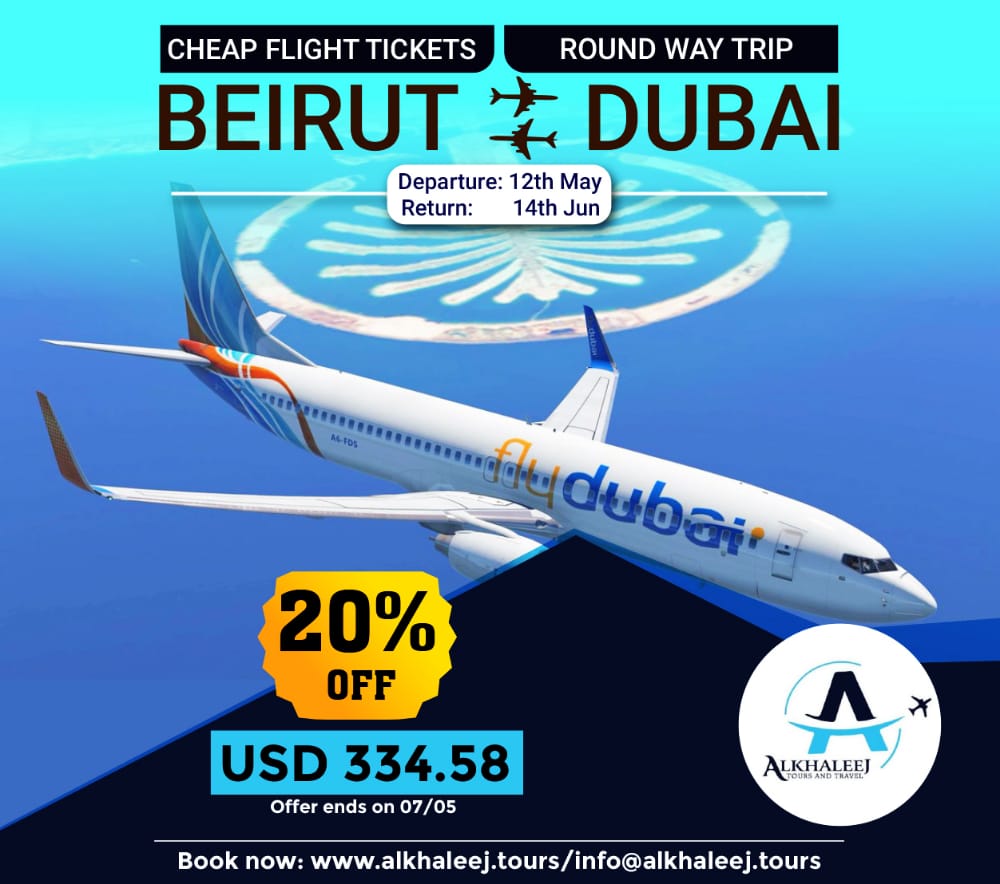 CHEAP FLIGHT TICKETS
ROUND WAY TRIP
BEIRUT DUBAI
Departure: 12th May
Return: 14th Jun
dubai
A6-FDS
flydubai
20%
OFF
USD 334.58
Offer ends on 07/05
ALKHALEEJ
TOURS AND TRAVEL
Book now: www.alkhaleej.tours/info@alkhaleej.tours